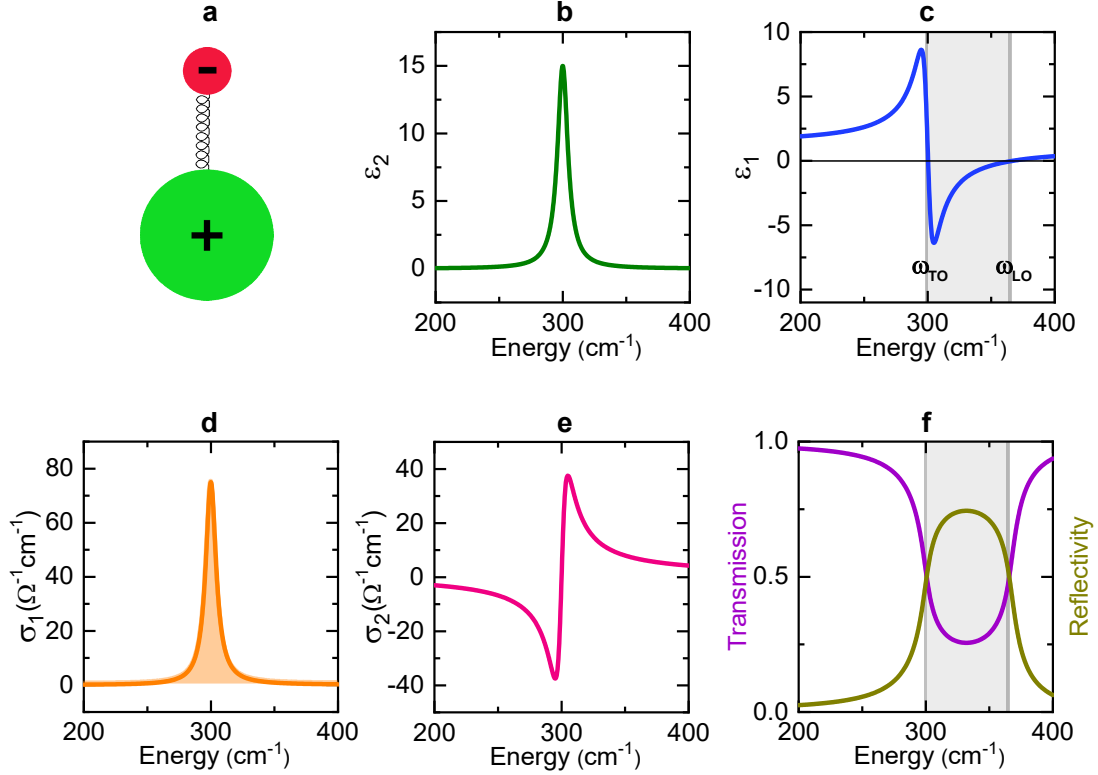 a
-
+
b
ε₂
15
10
5
0
200
300
400
Energy (cm⁻¹)
c
ε₁
10
5
0
-5
-10
ω_TO
ω_LO
200
300
400
Energy (cm⁻¹)
d
σ₁(Ω⁻¹cm⁻¹)
80
60
40
20
0
200
300
400
Energy (cm⁻¹)
e
σ₂(Ω⁻¹cm⁻¹)
40
20
0
-20
-40
200
300
400
Energy (cm⁻¹)
f
Transmission
1.0
0.5
0.0
200
300
400
Energy (cm⁻¹)
Reflectivity